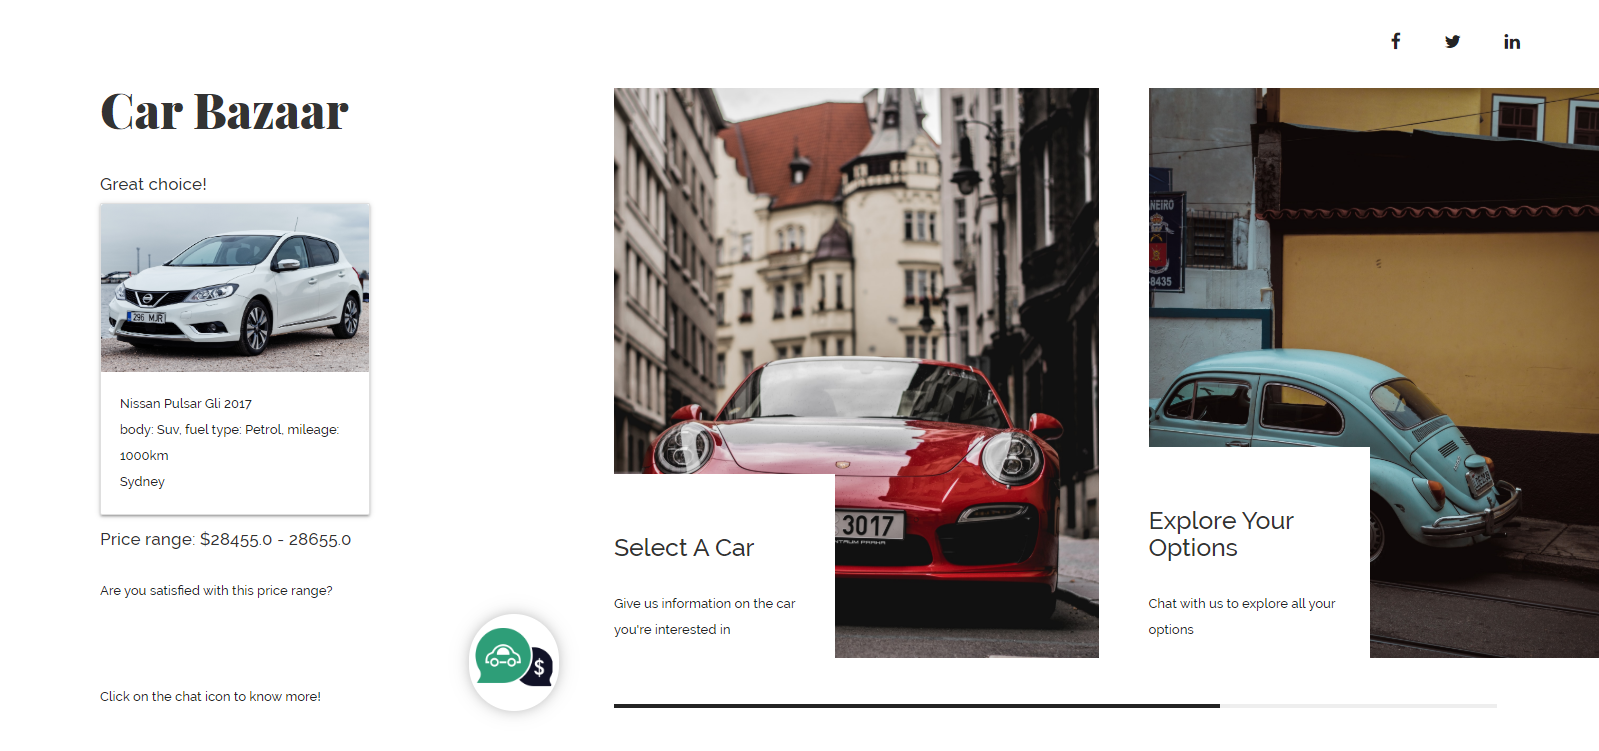 Car Bazaar
Great choice!
296 MJR
Nissan Pulsar Gli 2017
body: Suv, fuel type: Petrol, mileage:
1000km
Sydney
Price range: $28455.0 - 28655.0
Are you satisfied with this price range?
$
Click on the chat icon to know more!
3017
Select A Car
Give us information on the car
you're interested in
NEIRO
-8435
Explore Your
Options
Chat with us to explore all your
options